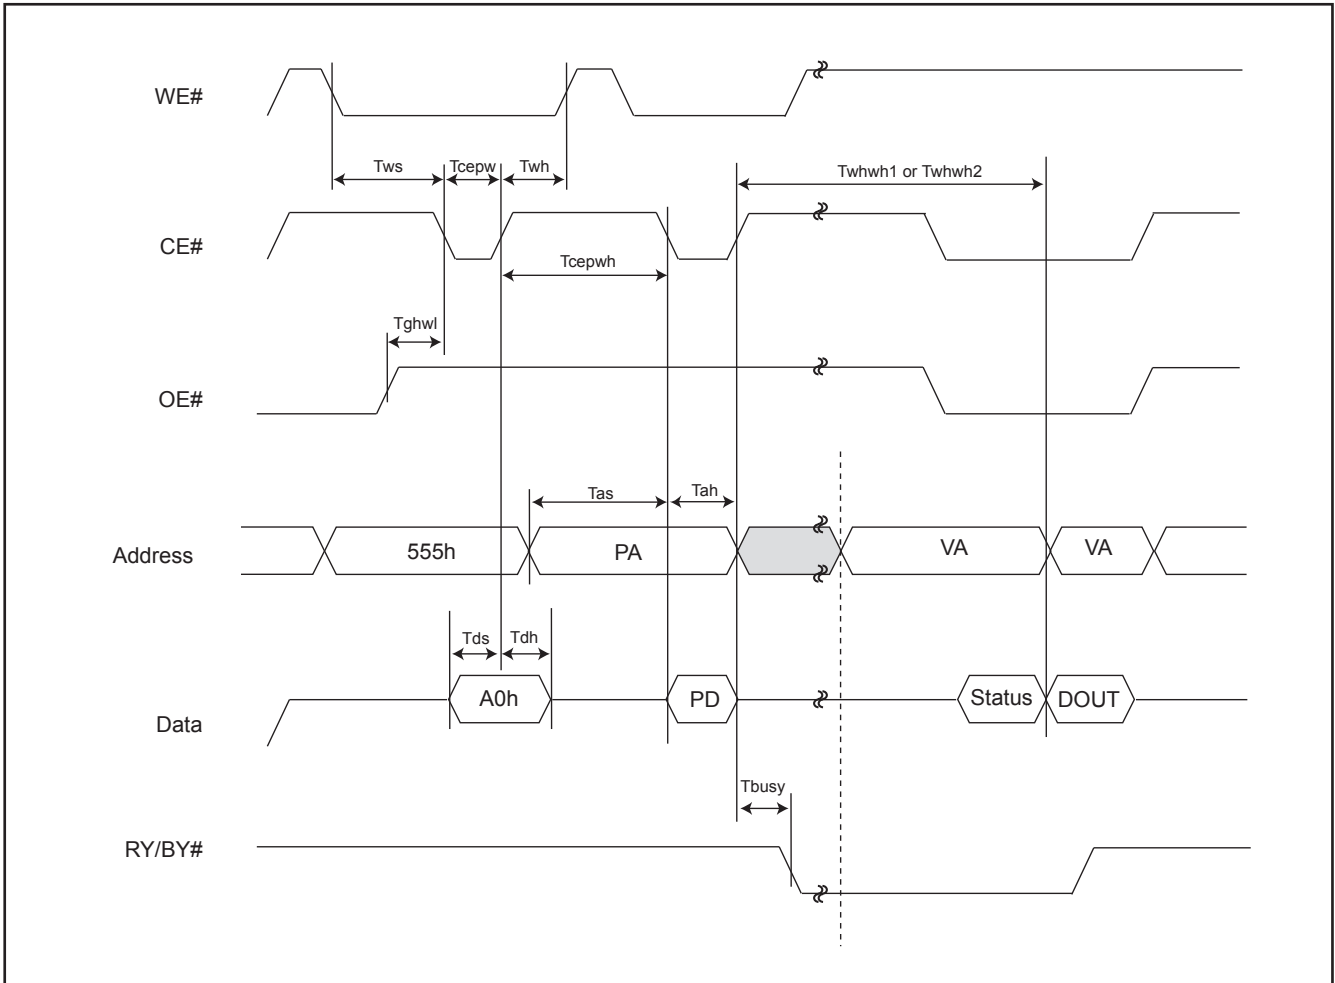 WE#
Tws Tcepw Twh Twhwh1 or Twhwh2
CE#
Tcepwh
Tghwl
OE#
Tas Tah
Address 555h PA VA VA
Tds Tdh
Data A0h PD Status DOUT
Tbusy
RY/BY#